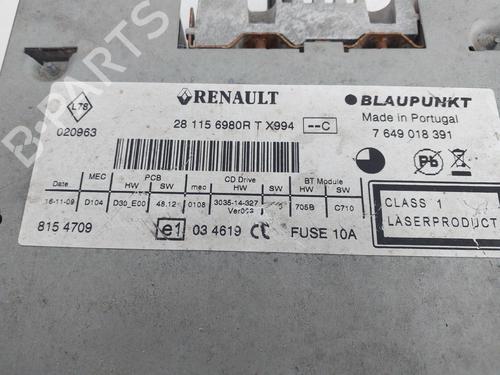 L78
RENAULT
BLAUPUNKT
Made in Portugal
020963
28 115 6980R T X994
--C
7 649 018 391
MEC
PCB
CD Drive
BT Module
Date
HW
SW
mec
HW
SW
HW
SW
16-11-09
D104
D30_E00
48.12
0108
3035-14-327
Ver002
705B
C710
Pb
CLASS 1
LASERPRODUCT
815 4709
e1
03 4619
FUSE 10A
B-PARTS